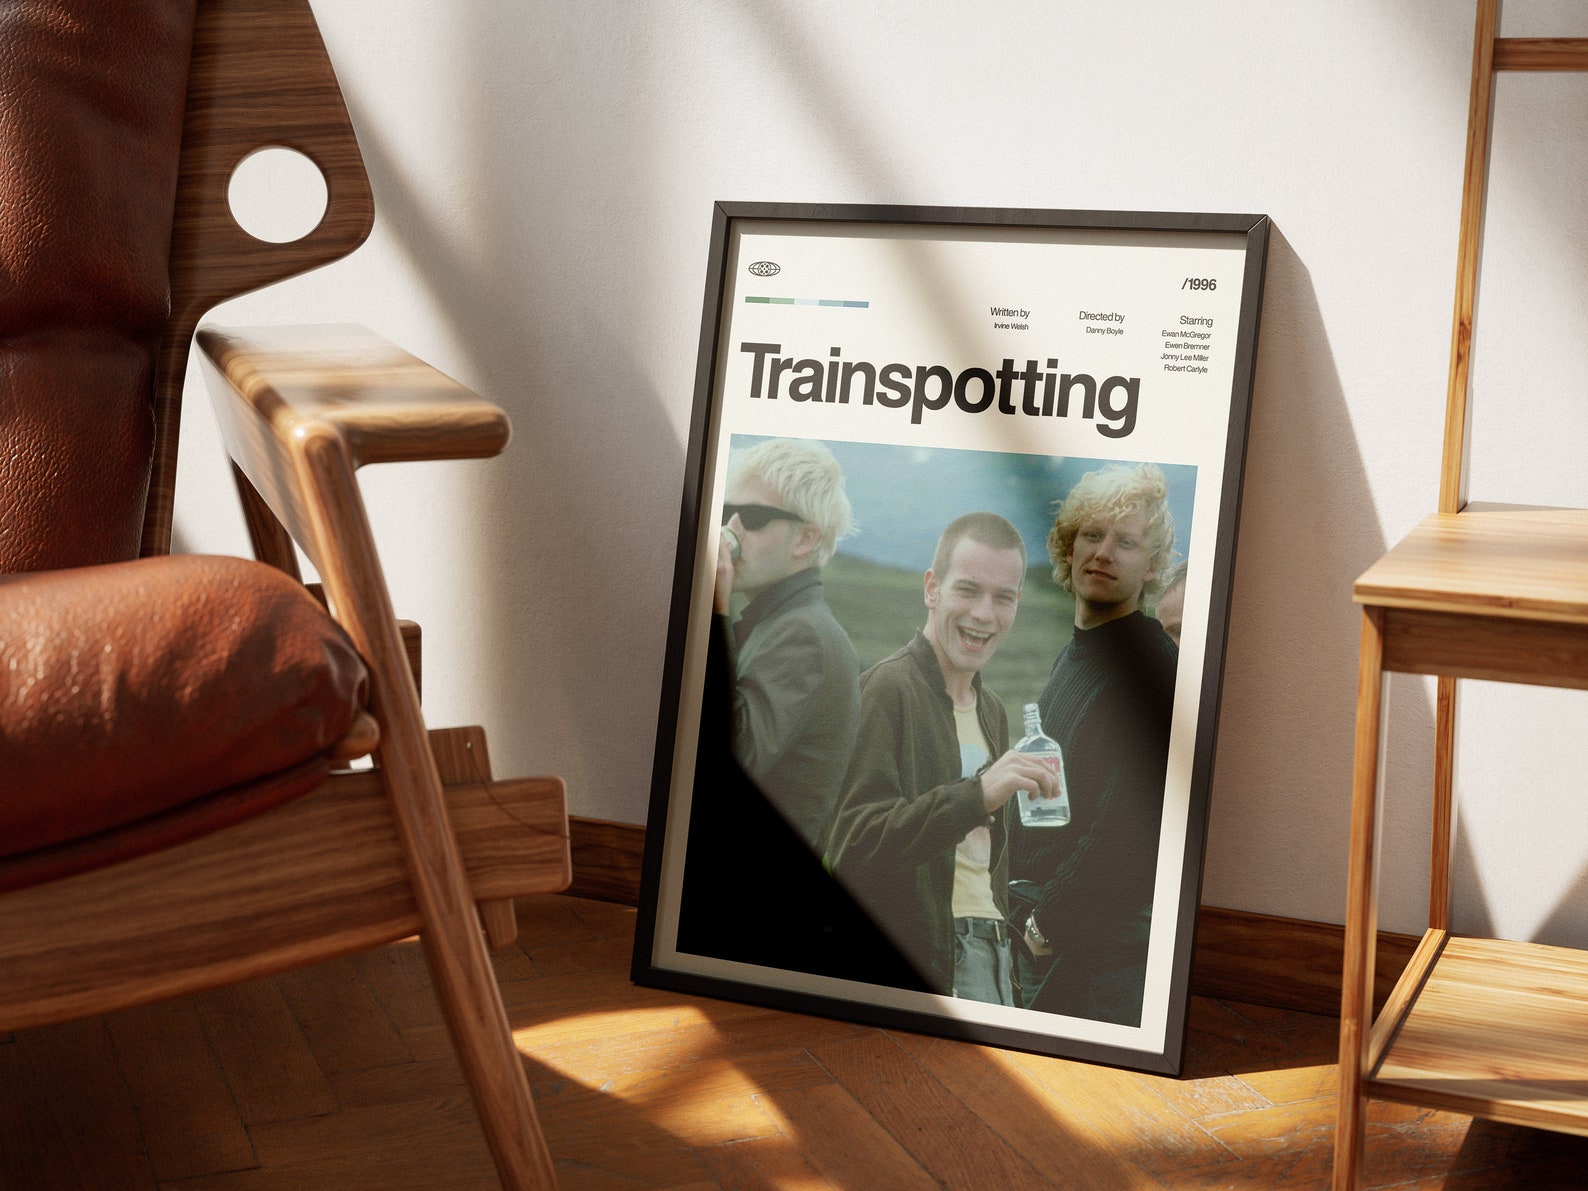 /1996
Written by
Irvine Welsh
Directed by
Danny Boyle
Starring
Ewan McGregor
Ewen Bremner
Jonny Lee Miller
Robert Carlyle
Trainspotting